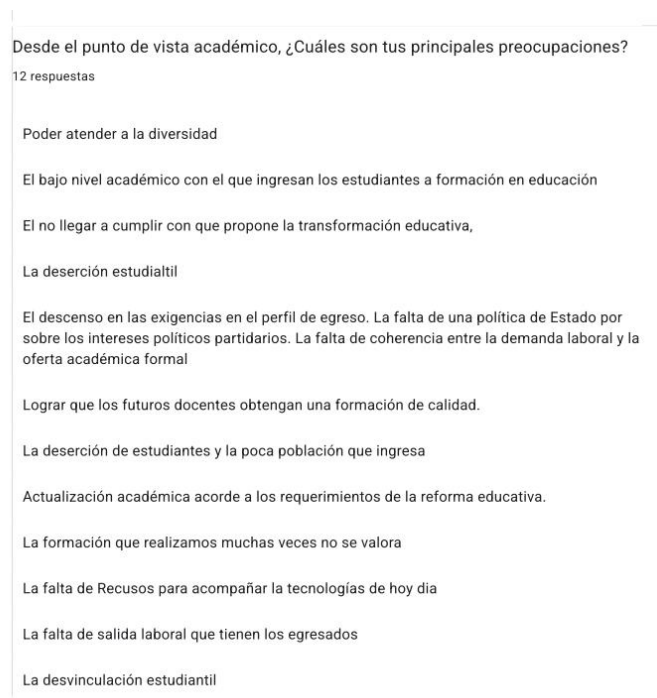 Desde el punto de vista académico, ¿Cuáles son tus principales preocupaciones?
12 respuestas
Poder atender a la diversidad
El bajo nivel académico con el que ingresan los estudiantes a formación en educación
El no llegar a cumplir con que propone la transformación educativa,
La deserción estudialtil
El descenso en las exigencias en el perfil de egreso. La falta de una política de Estado por
sobre los intereses políticos partidarios. La falta de coherencia entre la demanda laboral y la
oferta académica formal
Lograr que los futuros docentes obtengan una formación de calidad.
La deserción de estudiantes y la poca población que ingresa
Actualización académica acorde a los requerimientos de la reforma educativa.
La formación que realizamos muchas veces no se valora
La falta de Recusos para acompañar la tecnologías de hoy dia
La falta de salida laboral que tienen los egresados
La desvinculación estudiantil